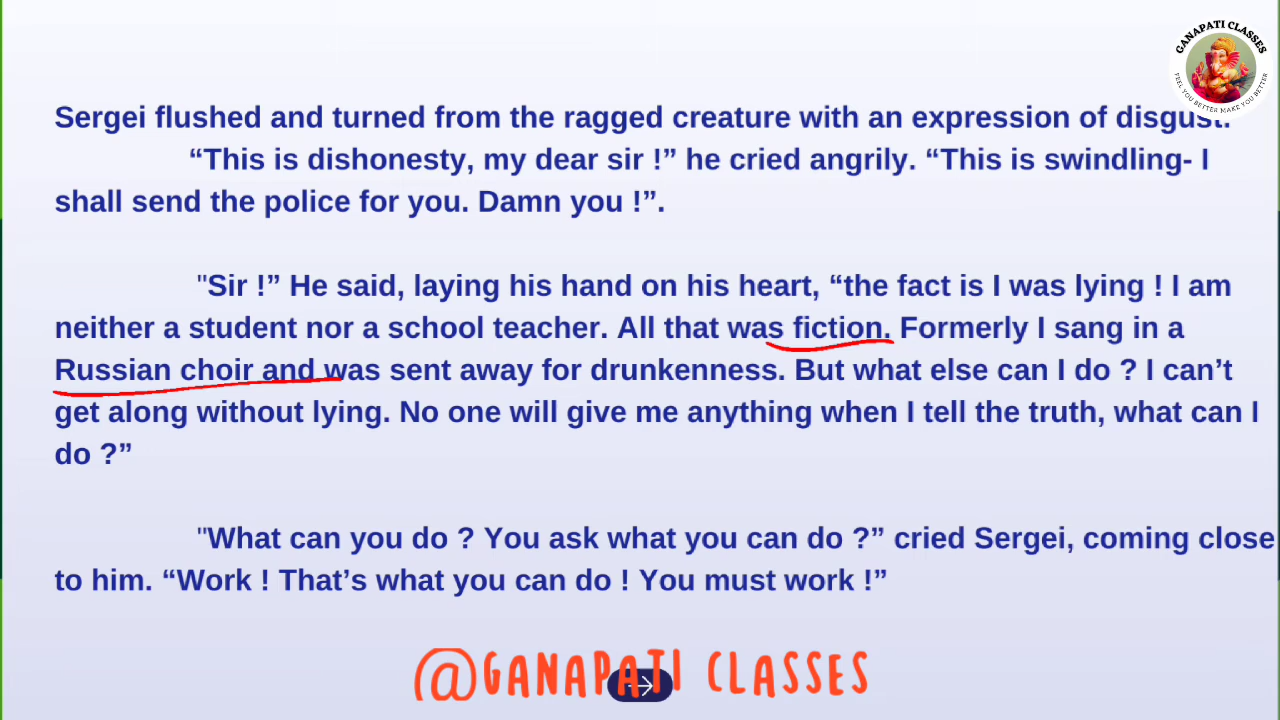 GANAPATI CLASSES
FEEL YOU BETTER MAKE YOU BETTER
Sergei flushed and turned from the ragged creature with an expression of disgust.
“This is dishonesty, my dear sir !” he cried angrily. “This is swindling- I
shall send the police for you. Damn you !”.
"Sir !” He said, laying his hand on his heart, “the fact is I was lying ! I am
neither a student nor a school teacher. All that was fiction. Formerly I sang in a
Russian choir and was sent away for drunkenness. But what else can I do ? I can’t
get along without lying. No one will give me anything when I tell the truth, what can I
do ?”
"What can you do ? You ask what you can do ?” cried Sergei, coming close
to him. “Work ! That’s what you can do ! You must work !”
@GANAPATI CLASSES